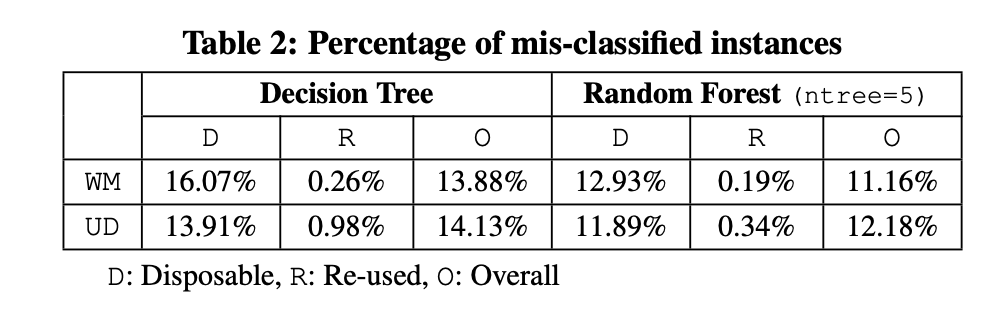 Table 2: Percentage of mis-classified instances
Decision Tree Random Forest (ntree=5)
D R O D R O
WM 16.07% 0.26% 13.88% 12.93% 0.19% 11.16%
UD 13.91% 0.98% 14.13% 11.89% 0.34% 12.18%
D: Disposable, R: Re-used, O: Overall